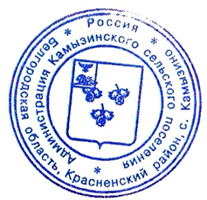 * Россия *
Белгородская область, Красненский район, с. Камызино
Администрация Камызинского сельского поселения